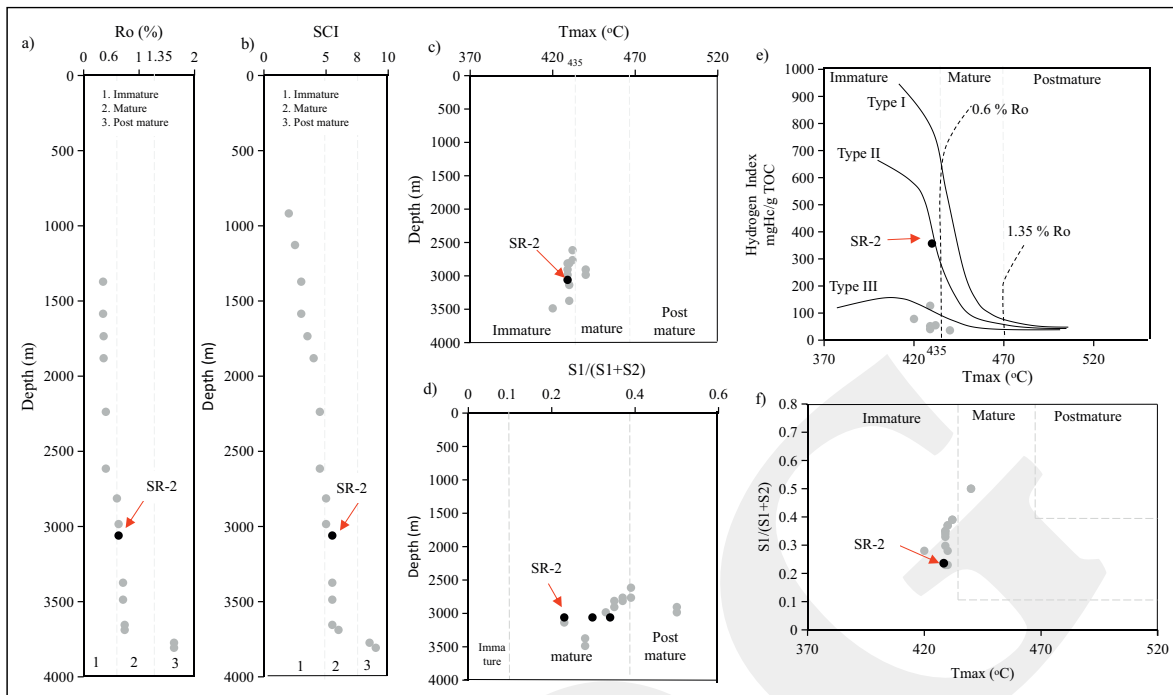 a)
Ro (%)
0 0.6 1 1.35 2
0
500
1000
1500
2000
2500
3000
3500
4000
Depth (m)
1. Immature
2. Mature
3. Post mature
SR-2
1 2 3
b)
SCI
0 5 10
0
500
1000
1500
2000
2500
3000
3500
4000
Depth (m)
1. Immature
2. Mature
3. Post mature
SR-2
1 2 3
c)
Tmax (oC)
370 420 435 470 520
0
500
1000
1500
2000
2500
3000
3500
4000
Depth (m)
SR-2
Immature mature Post
mature
d)
S1/(S1+S2)
0 0.2 0.4 0.6
0
500
1000
1500
2000
2500
3000
3500
4000
Depth (m)
SR-2
Imma
ture
mature
Post
mature
e)
1000
900
800
700
600
500
400
300
200
100
0
Hydrogen Index
mgHc/g TOC
Immature Mature Postmature
Type I
0.6 % Ro
Type II
SR-2
1.35 % Ro
Type III
370 420 435 470 520
Tmax (oC)
f)
0.8
0.7
0.6
0.5
0.4
0.3
0.2
0.1
0
S1/(S1+S2)
Immature Mature Postmature
SR-2
370 420 470 520
Tmax (oC)